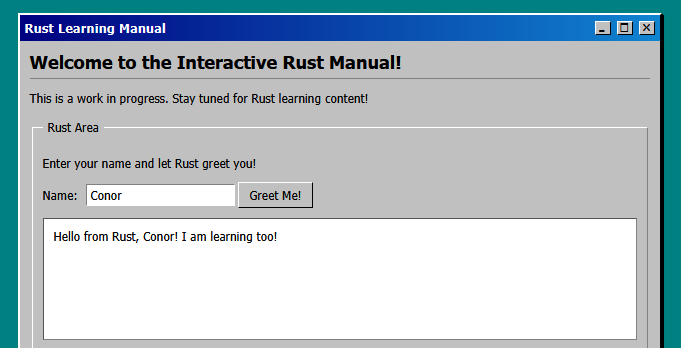 Rust Learning Manual
Welcome to the Interactive Rust Manual!
This is a work in progress. Stay tuned for Rust learning content!
Rust Area
Enter your name and let Rust greet you!
Name: Conor Greet Me!
Hello from Rust, Conor! I am learning too!